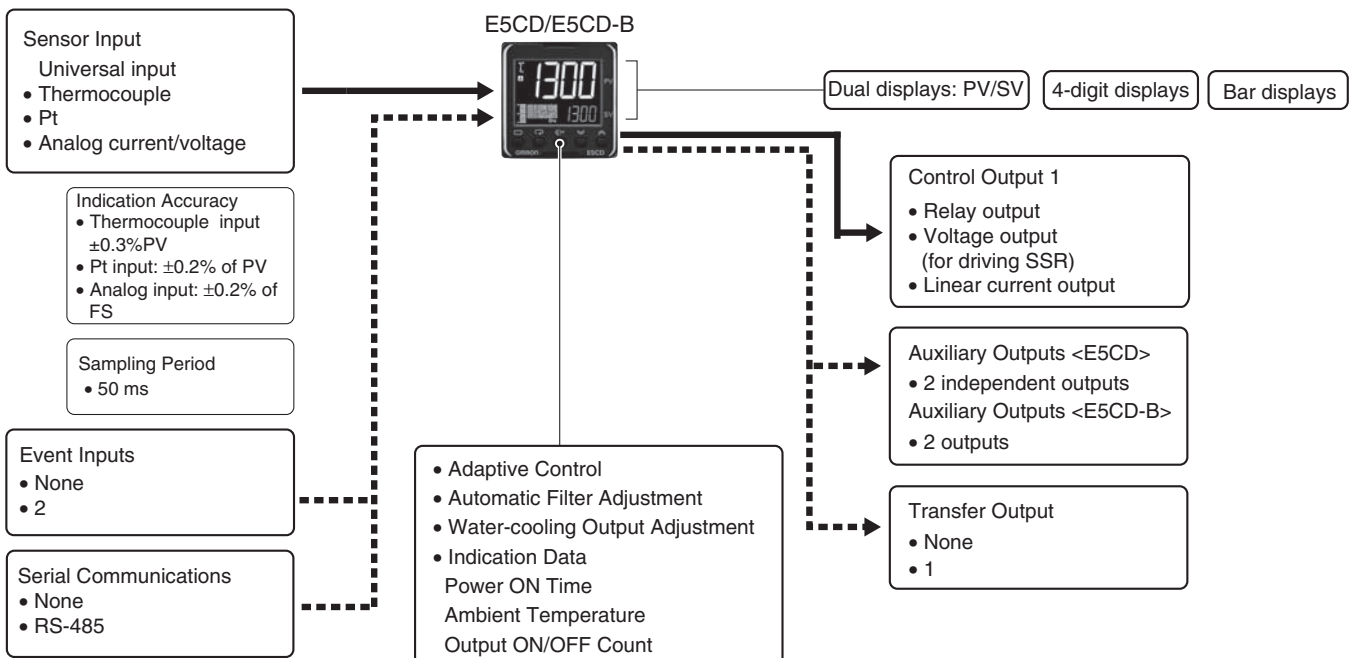 E5CD/E5CD-B
Sensor Input
Universal input
• Thermocouple
• Pt
• Analog current/voltage
Indication Accuracy
• Thermocouple input
±0.3%PV
• Pt input: ±0.2% of PV
• Analog input: ±0.2% of
FS
Sampling Period
• 50 ms
Event Inputs
• None
• 2
Serial Communications
• None
• RS-485
1300
PV
1300
SV
OMRON
E5CD
Dual displays: PV/SV
4-digit displays
Bar displays
• Adaptive Control
• Automatic Filter Adjustment
• Water-cooling Output Adjustment
• Indication Data
Power ON Time
Ambient Temperature
Output ON/OFF Count
Control Output 1
• Relay output
• Voltage output
(for driving SSR)
• Linear current output
Auxiliary Outputs <E5CD>
• 2 independent outputs
Auxiliary Outputs <E5CD-B>
• 2 outputs
Transfer Output
• None
• 1